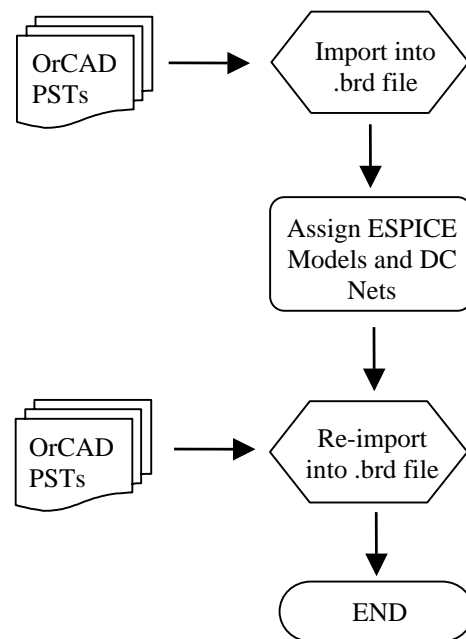 OrCAD
PSTs
Import into
.brd file
Assign ESPICE
Models and DC
Nets
OrCAD
PSTs
Re-import
into .brd file
END